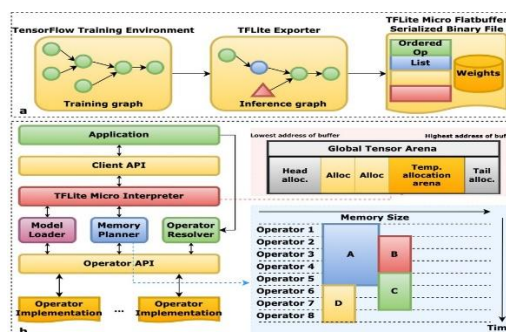 TensorFlow Training Environment
Training graph
TFLite Exporter
Inference graph
TFLite Micro Flatbuffer
Serialized Binary File
Ordered
Op
List
Weights
a
Application
Client API
TFLite Micro Interpreter
Model
Loader
Memory
Planner
Operator
Resolver
Operator API
Operator
Implementation
...
Operator
Implementation
b
Lowest address of buffer
Highest address of buf
Global Tensor Arena
Head
alloc.
Alloc
Alloc
Temp.
allocation
arena
Tail
alloc.
Memory Size
Operator 1
Operator 2
Operator 3
Operator 4
Operator 5
Operator 6
Operator 7
Operator 8
A
B
C
D
Time